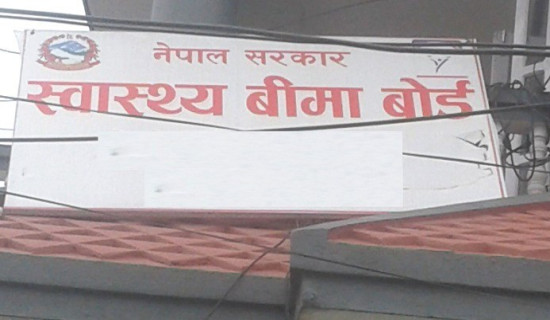 नेपाल सरकार
स्वास्थ्य बीमा बोर्ड